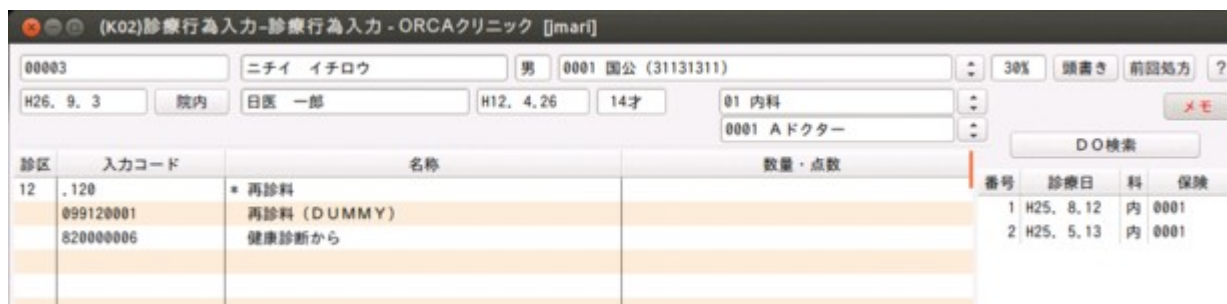 (K02)診療行為入力-診療行為入力 - ORCAクリニック [jmari]
00003 ニチイ イチロウ 男 0001 国公 (31131311) 30% 頭書き 前回処方 ?
H26. 9. 3 院内 日医 一郎 H12. 4.26 14才 01 内科 メモ
0001 Aドクター
DO検索
診区 入力コード 名称 数量・点数
番号 診療日 科 保険
12 .120 * 再診料
1 H25. 8.12 内 0001
099120001 再診料(DUMMY)
2 H25. 5.13 内 0001
820000006 健康診断から